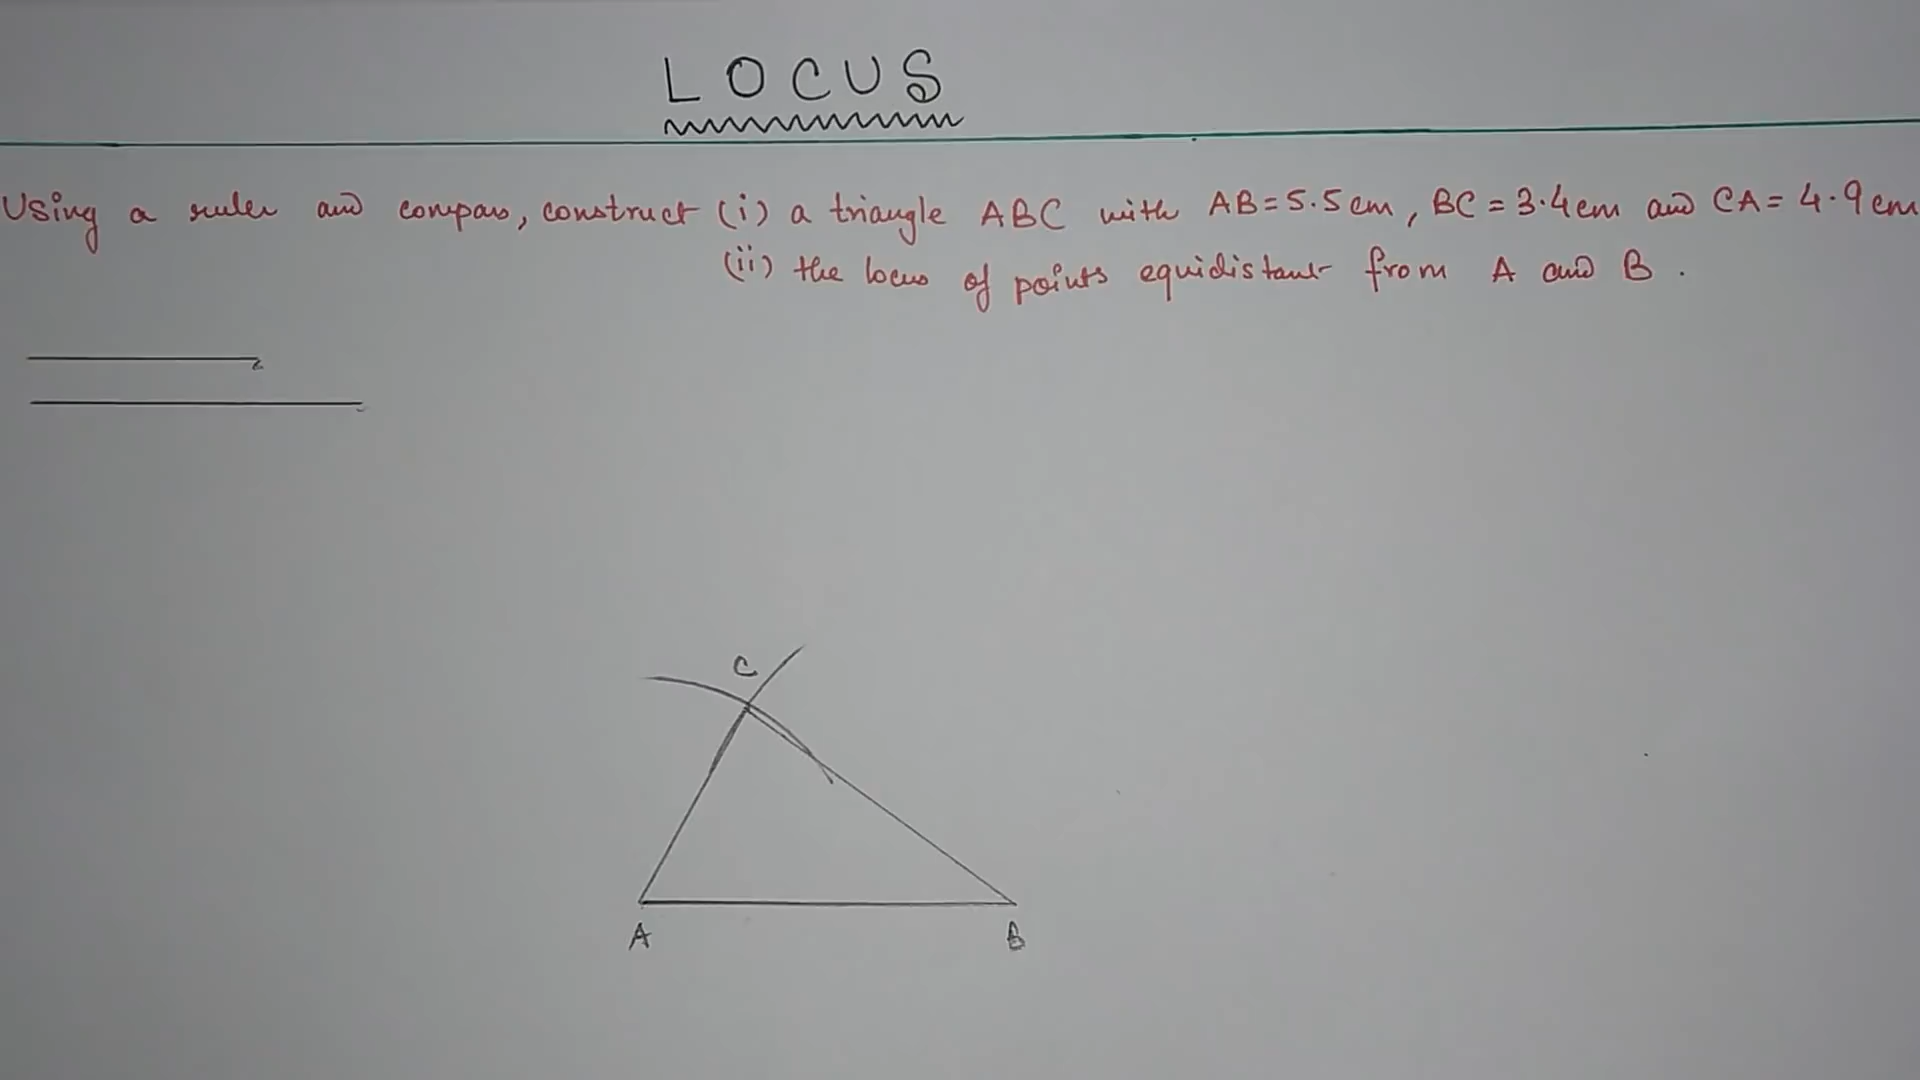 LOCUS
Using a ruler and compass, construct (i) a triangle ABC with AB = 5.5 cm, BC = 3.4 cm and CA = 4.9 cm
(ii) the locus of points equidistant from A and B.
C
A B